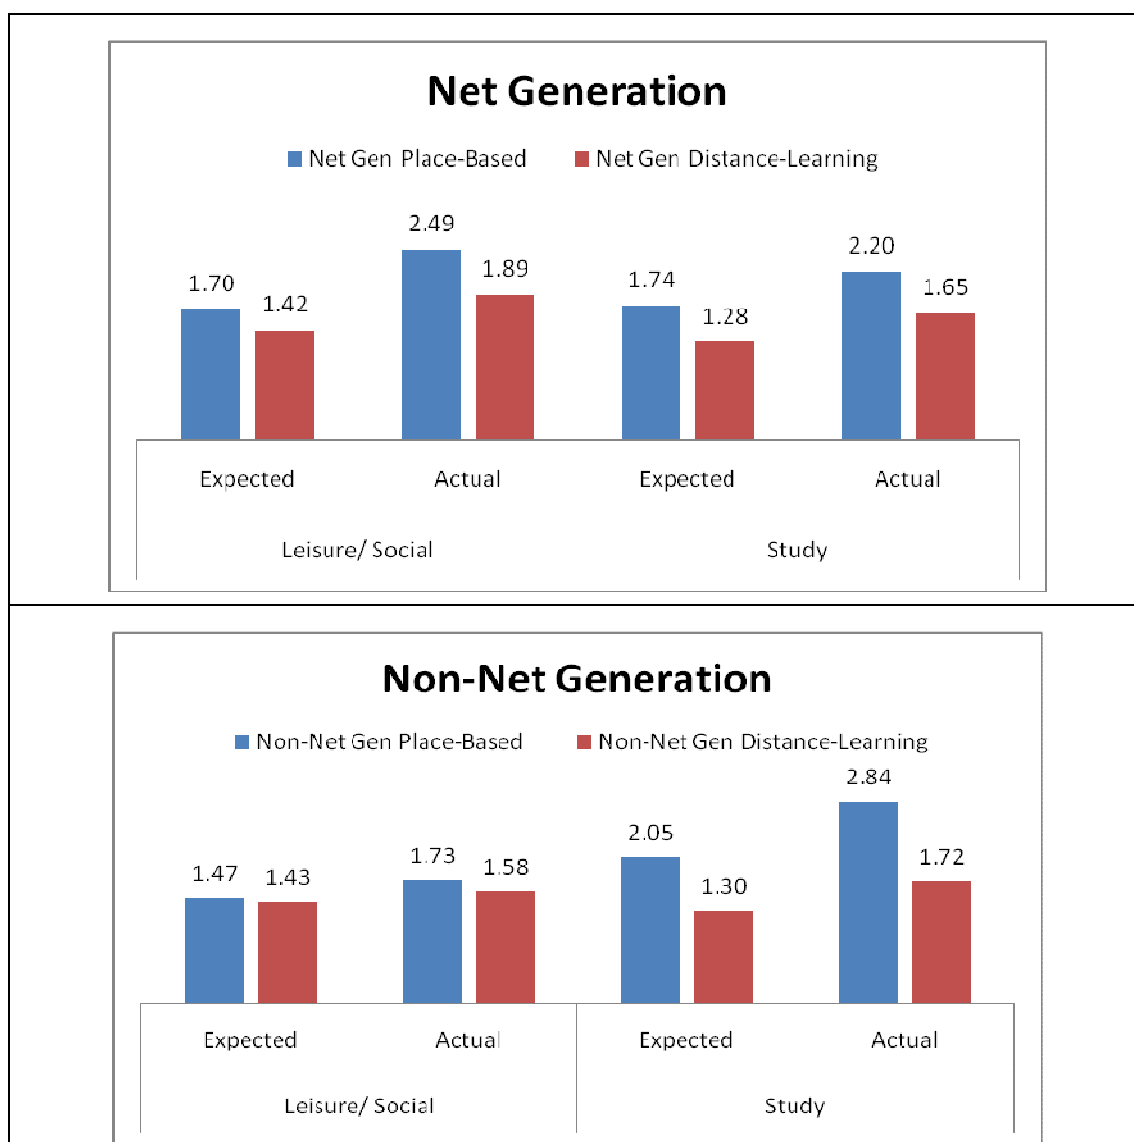 Net Generation
Net Gen Place-Based Net Gen Distance-Learning
2.49
2.20
1.89
1.70 1.74
1.42 1.65
1.28
Expected Actual Expected Actual
Leisure/ Social Study
Non-Net Generation
Non-Net Gen Place-Based Non-Net Gen Distance-Learning
2.84
2.05
1.73
1.47 1.43 1.58 1.72
1.30
Expected Actual Expected Actual
Leisure/ Social Study